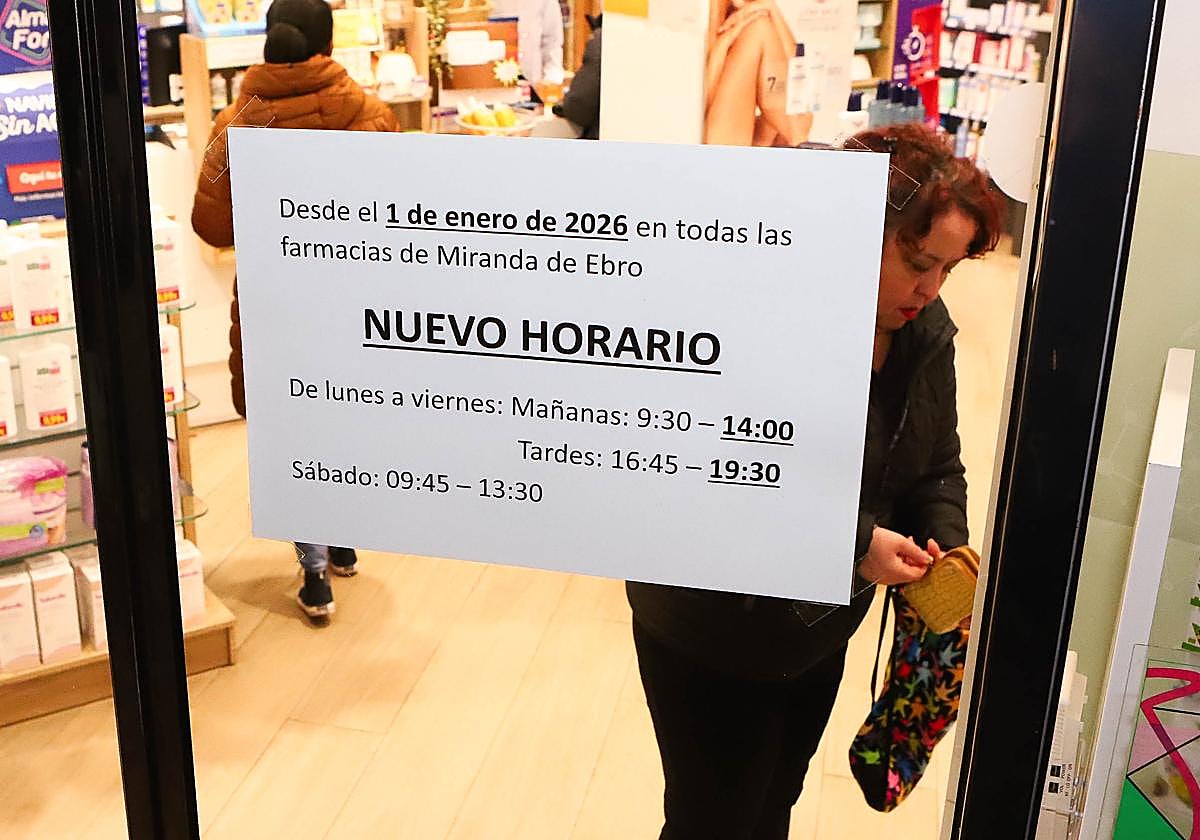 Desde el 1 de enero de 2026 en todas las
farmacias de Miranda de Ebro
NUEVO HORARIO
De lunes a viernes: Mañanas: 9:30 – 14:00
Tardes: 16:45 – 19:30
Sábado: 09:45 – 13:30